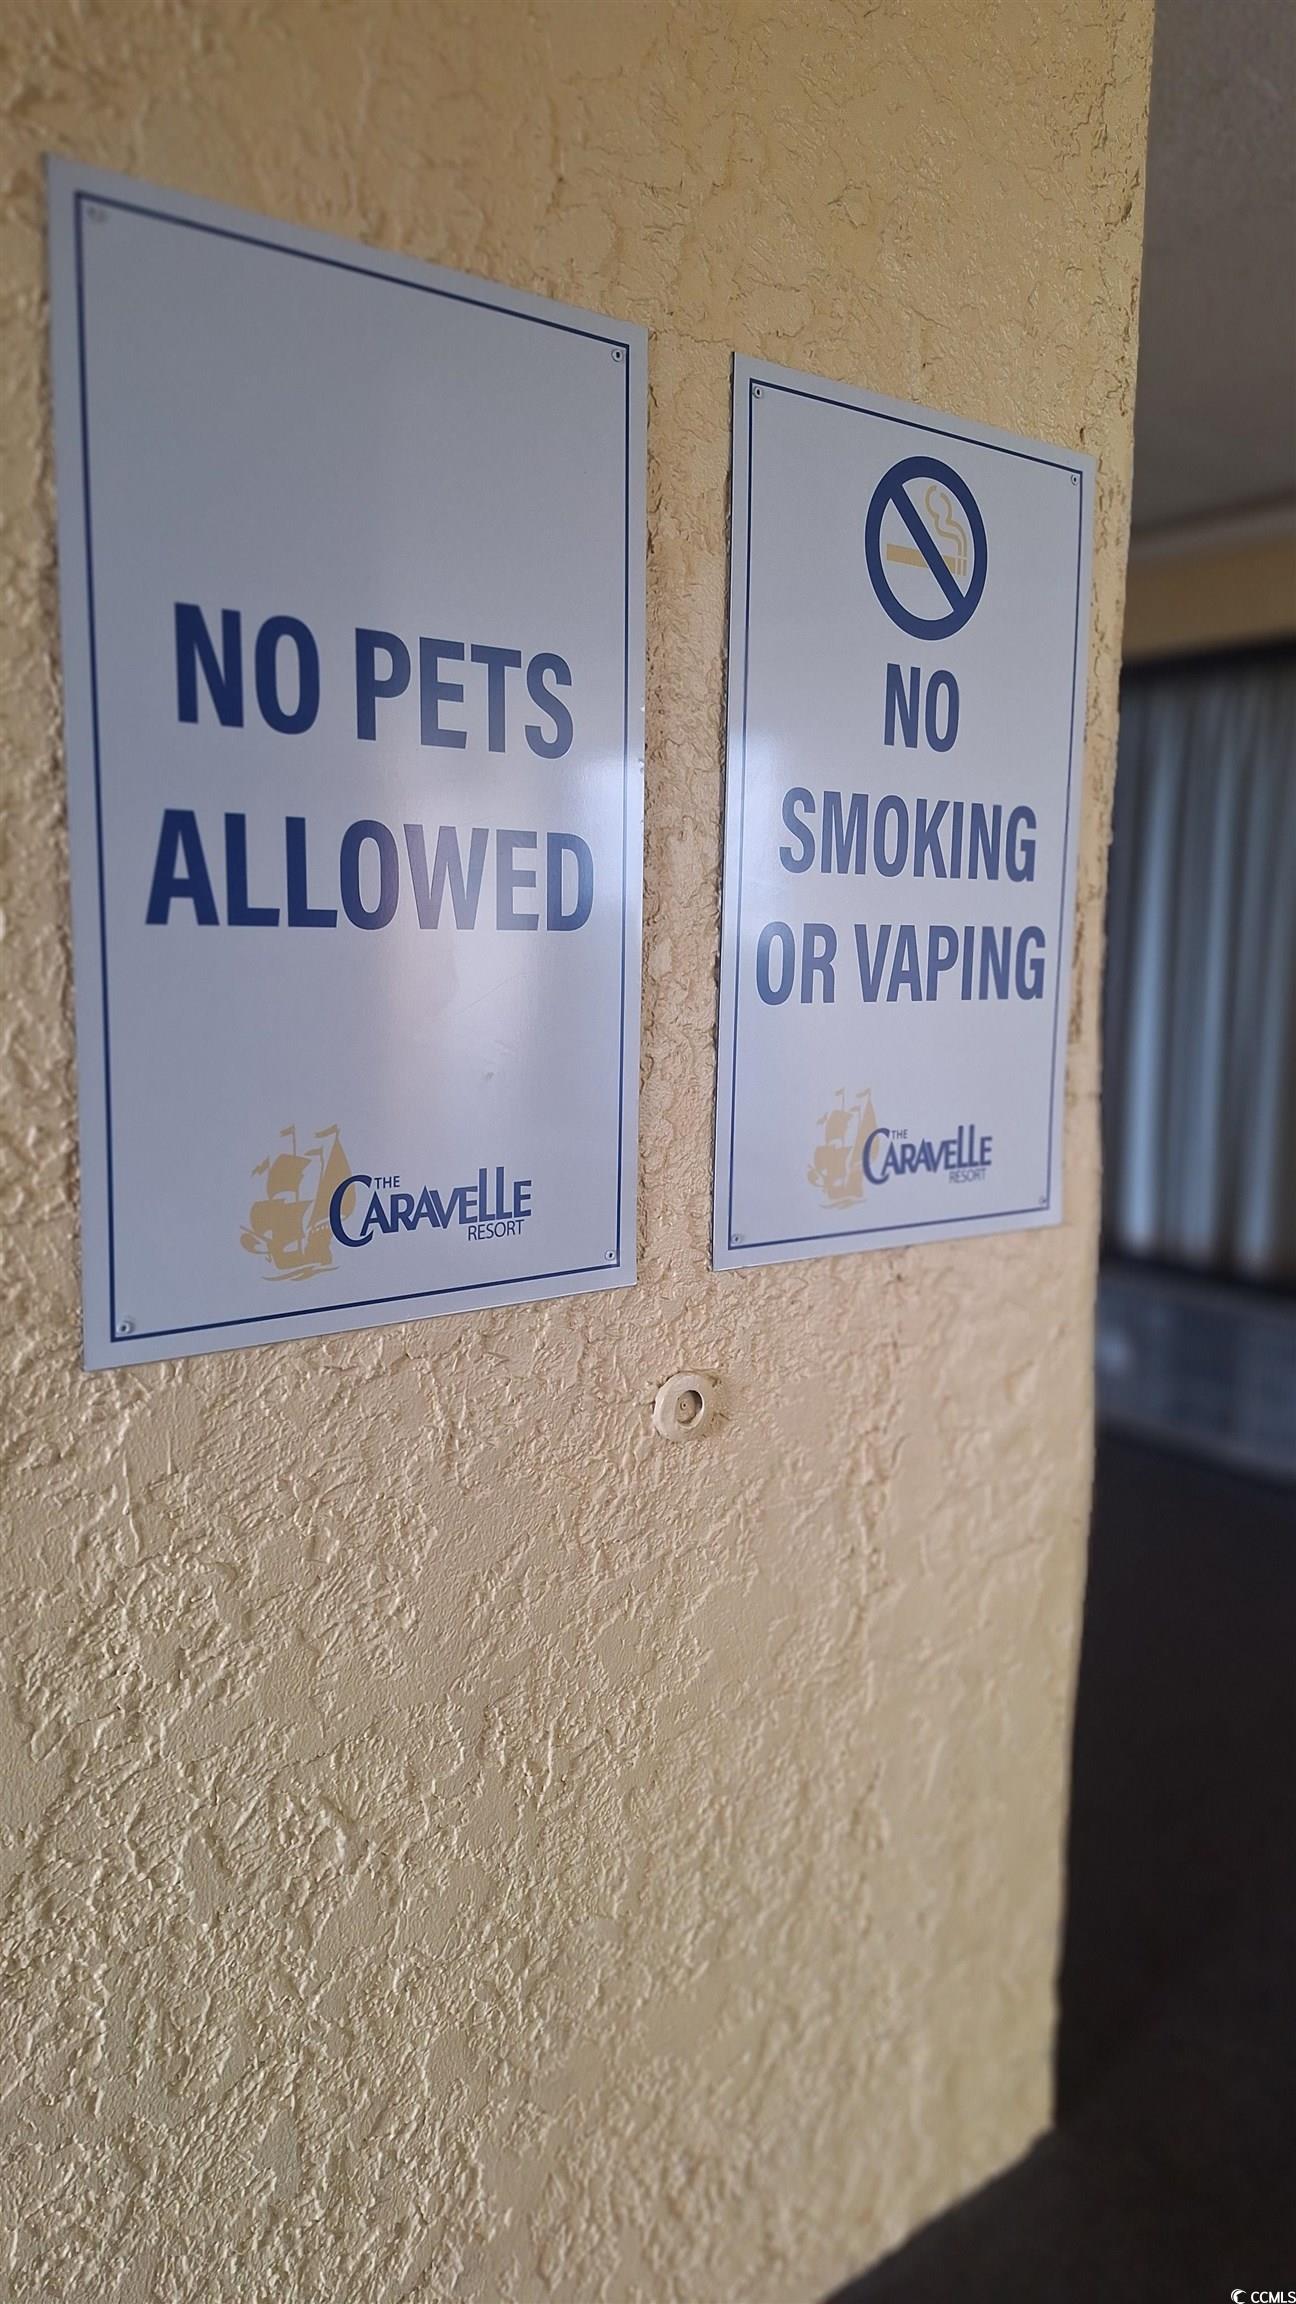 NO PETS
ALLOWED
THE
CARAVELLE
RESORT
NO
SMOKING
OR VAPING
THE
CARAVELLE
RESORT
CCMLS